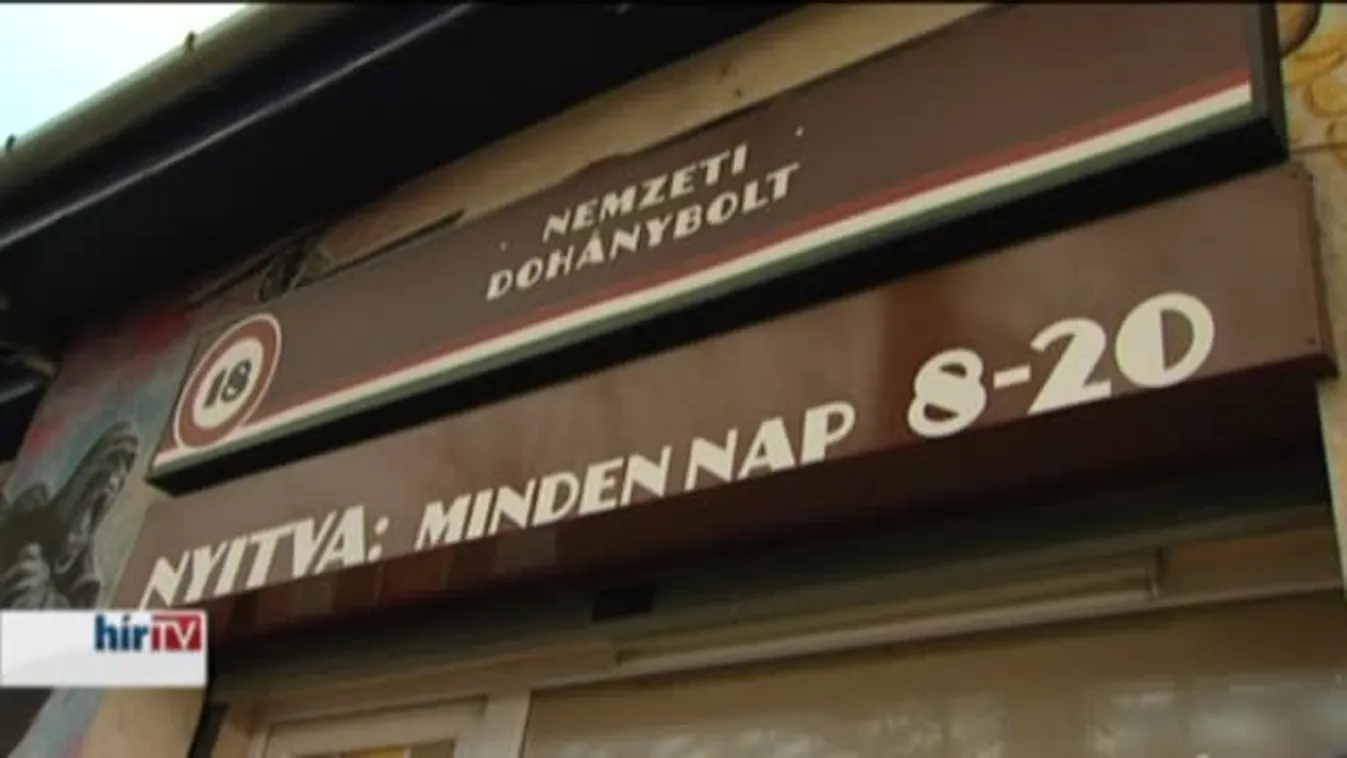 NEMZETI
DOHÁNYBOLT
18
NYITVA: MINDEN NAP 8-20
hírTV